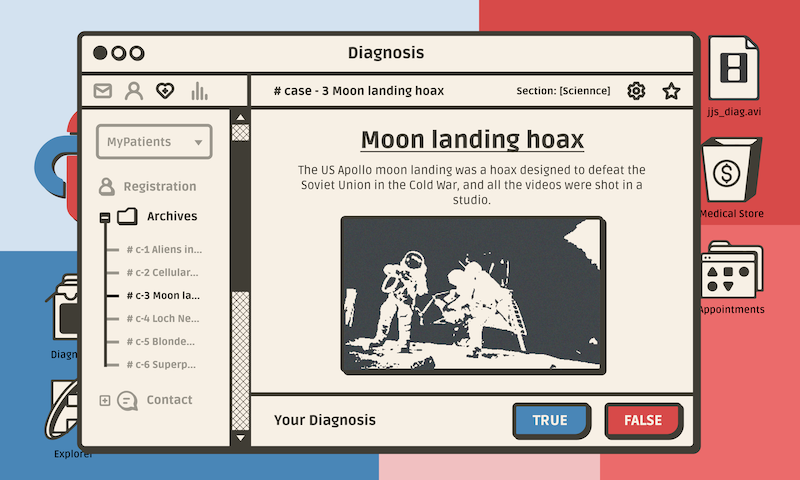 Diagnosis
# case - 3 Moon landing hoax
Section: [Sciennce]
MyPatients
Registration
Archives
# c-1 Aliens in...
# c-2 Cellular...
# c-3 Moon la...
# c-4 Loch Ne...
# c-5 Blonde...
# c-6 Superp...
Contact
Moon landing hoax
The US Apollo moon landing was a hoax designed to defeat the
Soviet Union in the Cold War, and all the videos were shot in a
studio.
Your Diagnosis
TRUE
FALSE
jjs_diag.avi
$
Medical Store
Appointments
Diagn
Explorer